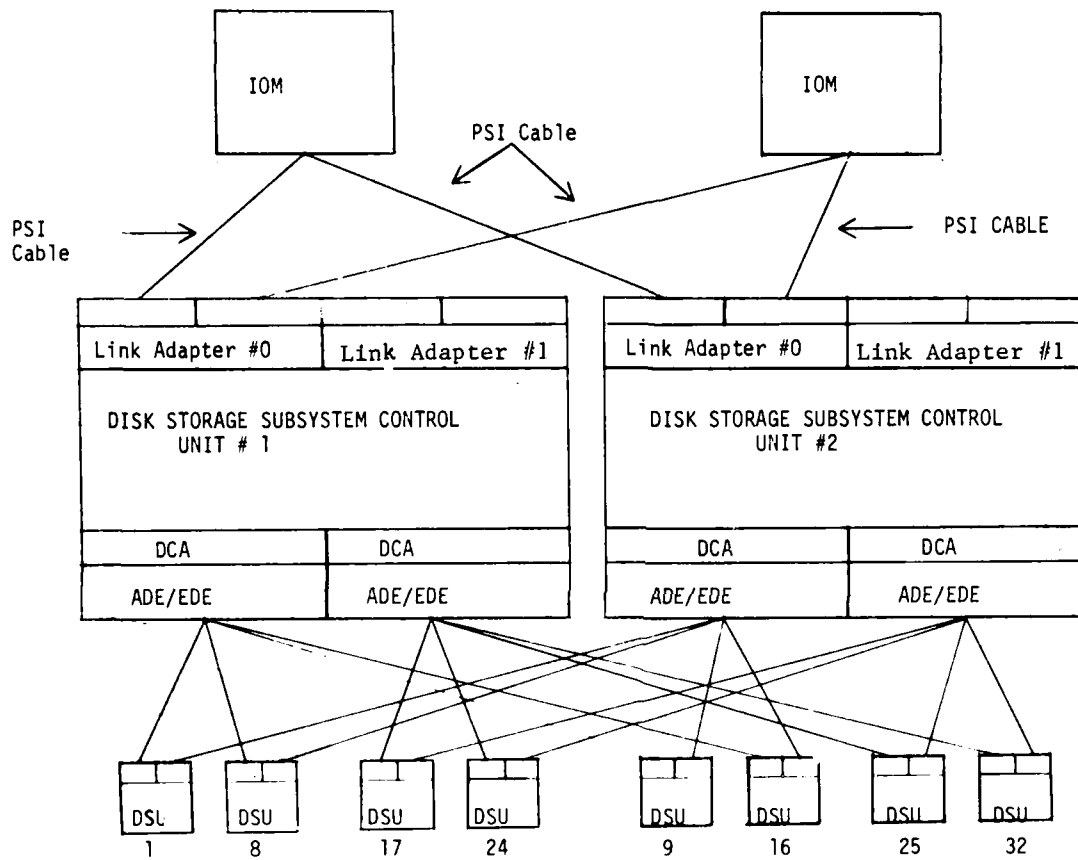 IOM
IOM
PSI Cable
PSI
Cable
PSI CABLE
Link Adapter #0
Link Adapter #1
Link Adapter #0
Link Adapter #1
DISK STORAGE SUBSYSTEM CONTROL
UNIT # 1
DISK STORAGE SUBSYSTEM CONTROL
UNIT #2
DCA
DCA
DCA
DCA
ADE/EDE
ADE/EDE
ADE/EDE
ADE/EDE
DSU
DSU
DSU
DSU
DSU
DSU
DSU
DSU
1
8
17
24
9
16
25
32